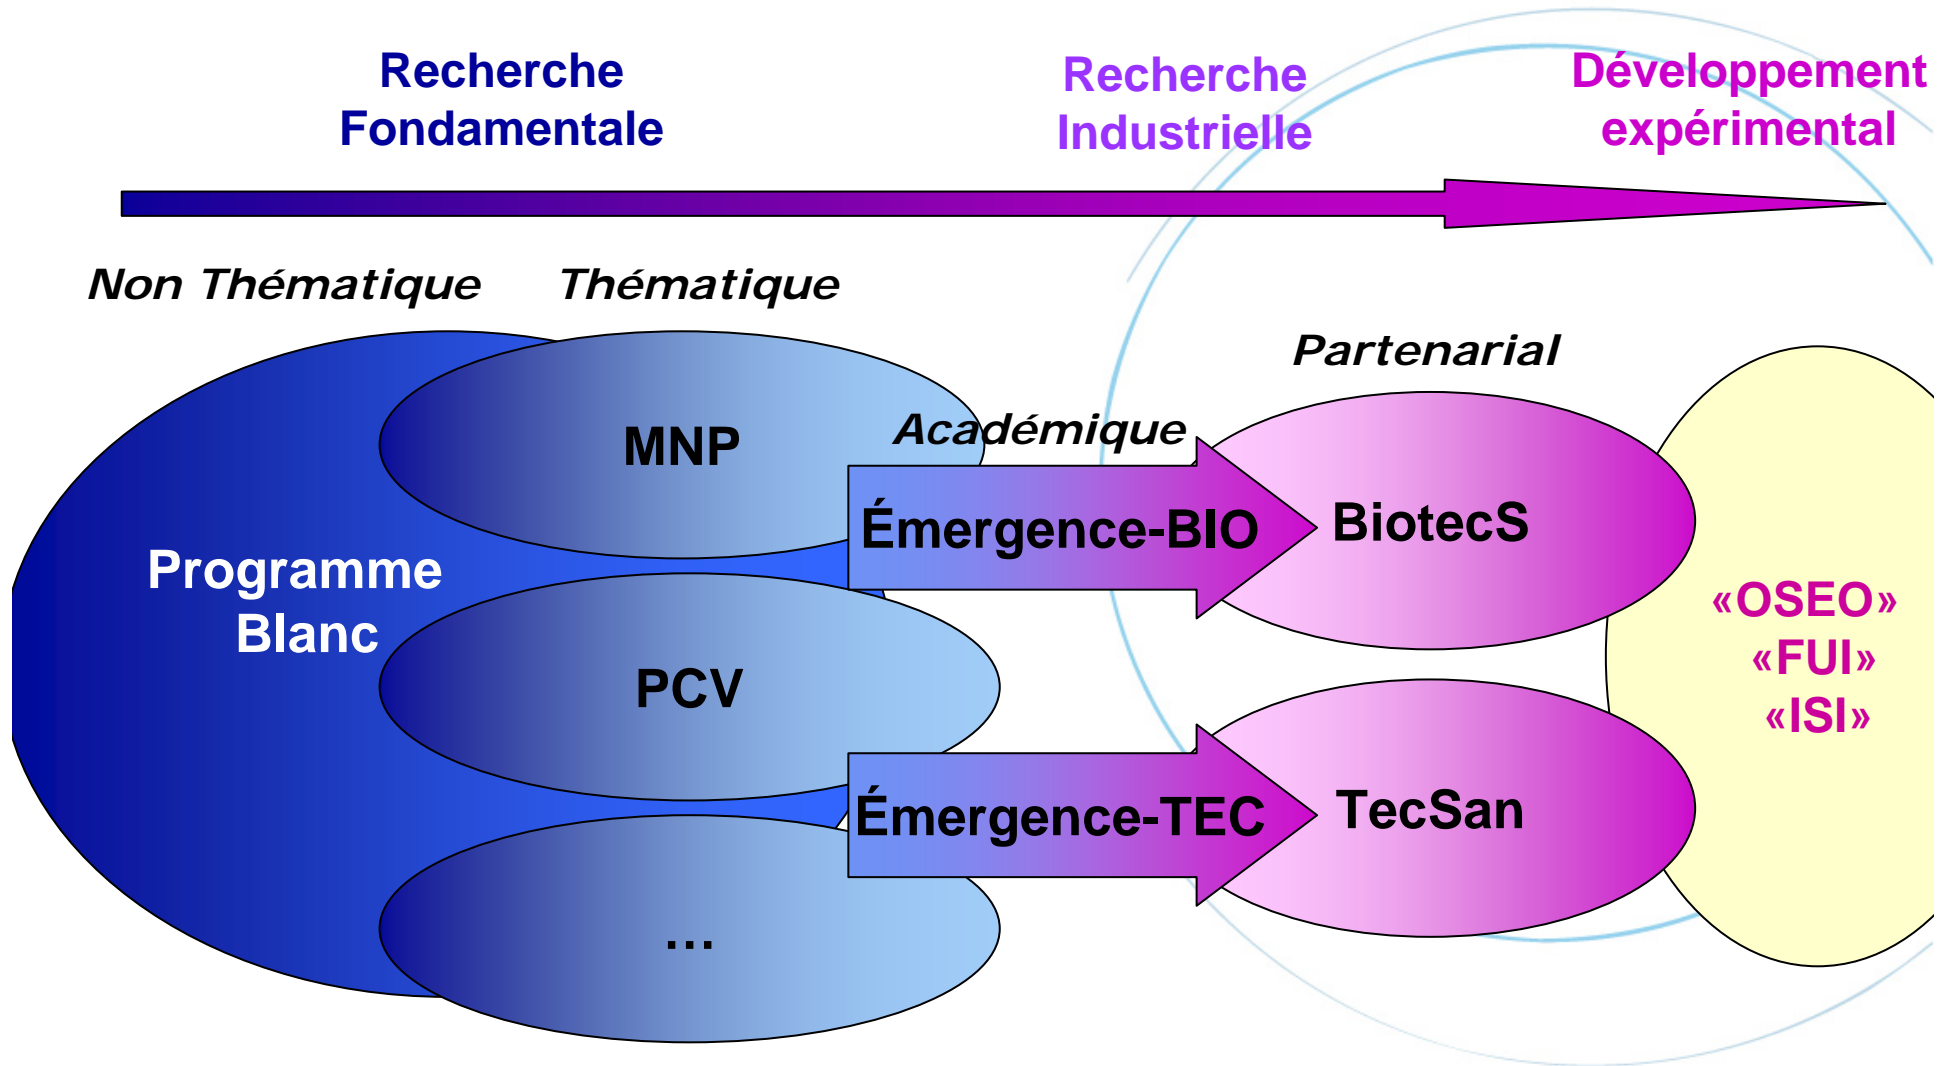 Recherche
Fondamentale
Recherche
Industrielle
Développement
expérimental
Non Thématique
Thématique
Partenarial
Académique
MNP
Émergence-BIO
BiotecS
Programme
Blanc
«OSEO»
«FUI»
«ISI»
PCV
Émergence-TEC
TecSan
...